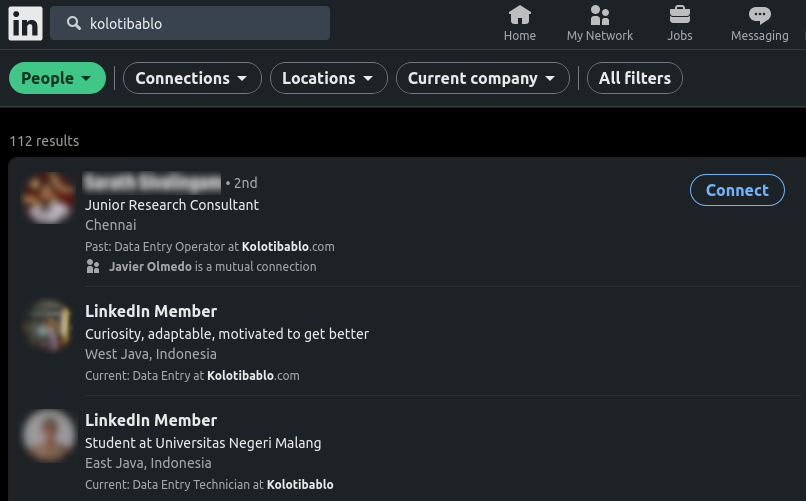 in
kolotibablo
Home
My Network
Jobs
Messaging
People
Connections
Locations
Current company
All filters
112 results
• 2nd
Connect
Junior Research Consultant
Chennai
Past: Data Entry Operator at Kolotibablo.com
Javier Olmedo is a mutual connection
LinkedIn Member
Curiosity, adaptable, motivated to get better
West Java, Indonesia
Current: Data Entry at Kolotibablo.com
LinkedIn Member
Student at Universitas Negeri Malang
East Java, Indonesia
Current: Data Entry Technician at Kolotibablo